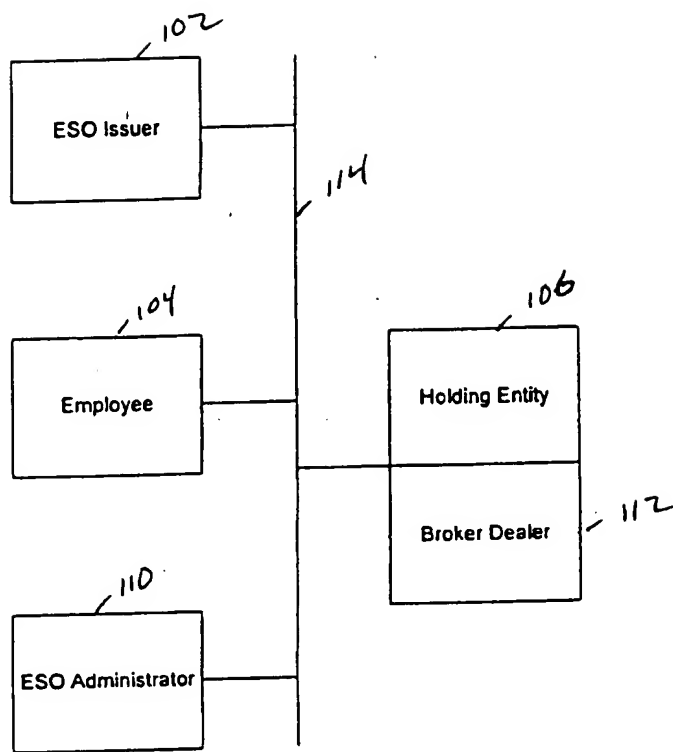 102
ESO Issuer
114
104
106
Employee
Holding Entity
Broker Dealer
112
110
ESO Administrator